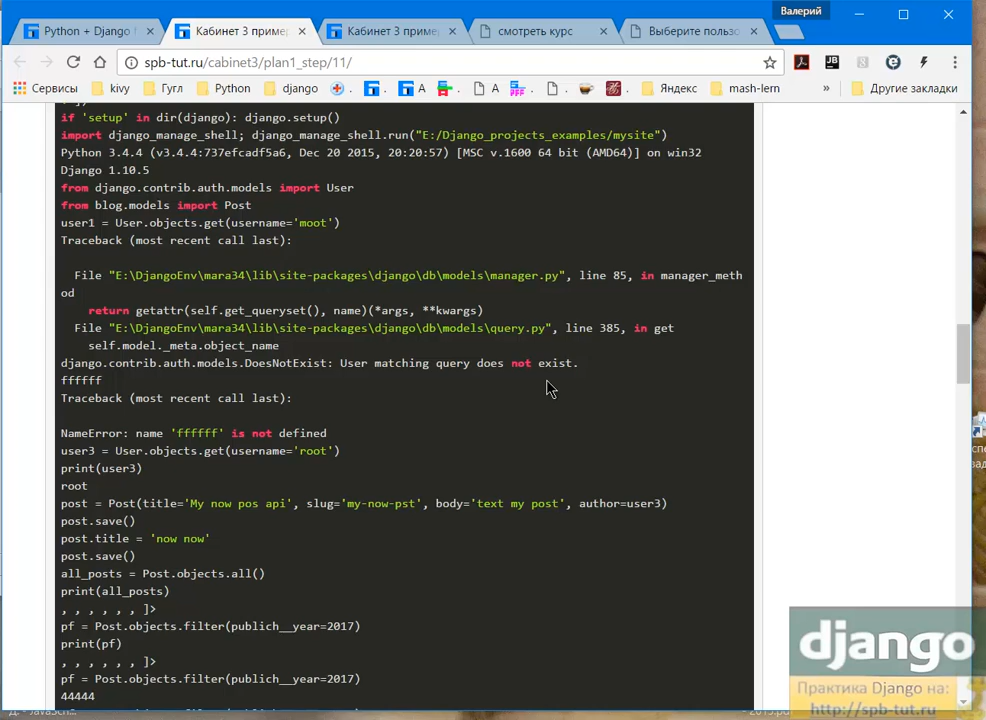 Валерий
Python + Django
Кабинет 3 приме
Кабинет 3 приме
смотреть курс
Выберите пользо
spb-tut.ru/cabinet3/plan1_step/11/
Сервисы
kivy
Гугл
Python
django
A
A
Яндекс
mash-lern
»
Другие закладки
if 'setup' in dir(django): django.setup()
import django_manage_shell; django_manage_shell.run("E:/Django_projects_examples/mysite")
Python 3.4.4 (v3.4.4:737efcadf5a6, Dec 20 2015, 20:20:57) [MSC v.1600 64 bit (AMD64)] on win32
Django 1.10.5
from django.contrib.auth.models import User
from blog.models import Post
user1 = User.objects.get(username='moot')
Traceback (most recent call last):
File "E:\DjangoEnv\mara34\lib\site-packages\django\db\models\manager.py", line 85, in manager_meth
od
return getattr(self.get_queryset(), name)(*args, **kwargs)
File "E:\DjangoEnv\mara34\lib\site-packages\django\db\models\query.py", line 385, in get
self.model._meta.object_name
django.contrib.auth.models.DoesNotExist: User matching query does not exist.
ffffff
Traceback (most recent call last):
NameError: name 'ffffff' is not defined
user3 = User.objects.get(username='root')
print(user3)
root
post = Post(title='My now pos api', slug='my-now-pst', body='text my post', author=user3)
post.save()
post.title = 'now now'
post.save()
all_posts = Post.objects.all()
print(all_posts)
, , , , , , ]>
pf = Post.objects.filter(publich__year=2017)
print(pf)
, , , , , , ]>
pf = Post.objects.filter(publich__year=2017)
44444
django
Практика Django на:
http://spb-tut.ru